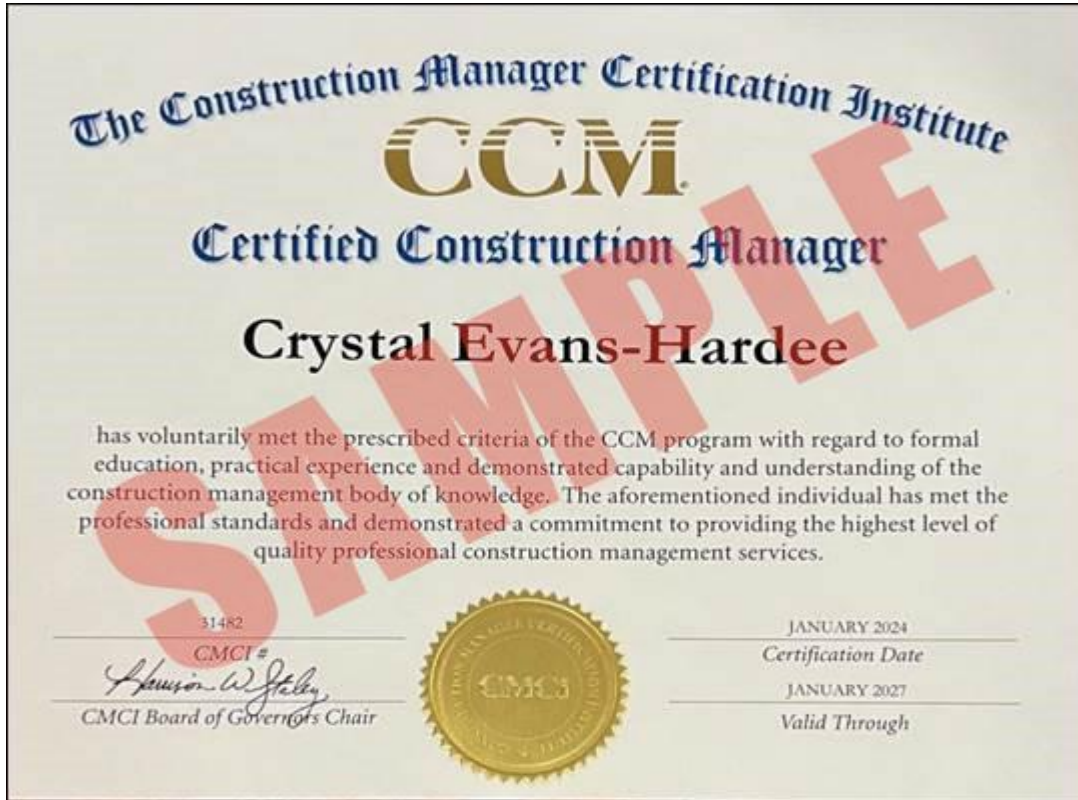 The Construction Manager Certification Institute
CCM
Certified Construction Manager
Crystal Evans-Hardee
has voluntarily met the prescribed criteria of the CCM program with regard to formal
education, practical experience and demonstrated capability and understanding of the
construction management body of knowledge. The aforementioned individual has met the
professional standards and demonstrated a commitment to providing the highest level of
quality professional construction management services.
SAMPLE
31482
CMCI #
CMCI Board of Governors Chair
CMCI
JANUARY 2024
Certification Date
JANUARY 2027
Valid Through